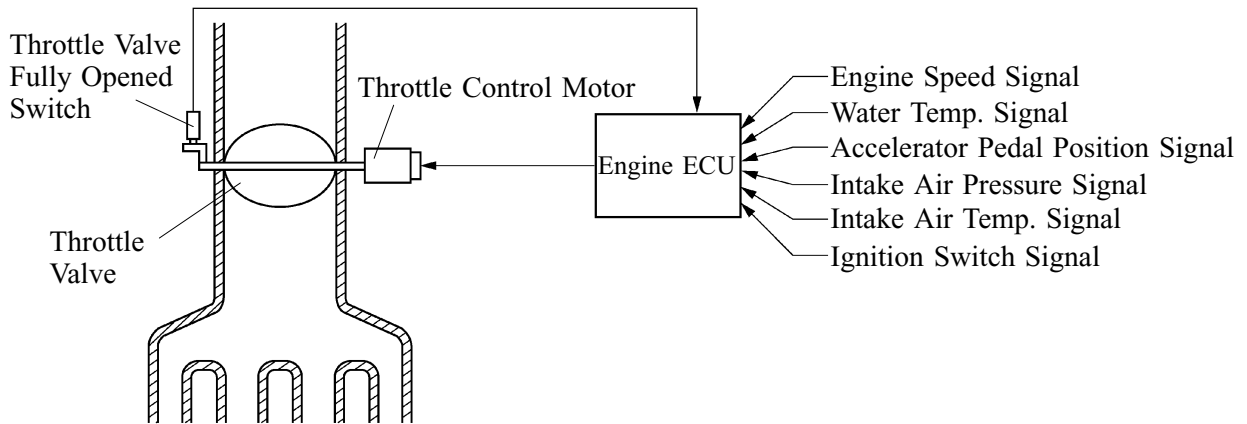 Throttle Valve
Fully Opened
Switch
Throttle Control Motor
Throttle
Valve
Engine ECU
Engine Speed Signal
Water Temp. Signal
Accelerator Pedal Position Signal
Intake Air Pressure Signal
Intake Air Temp. Signal
Ignition Switch Signal